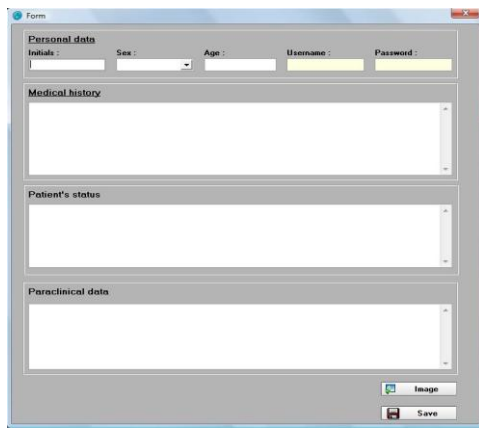 Form
Personal data
Initials : Sex : Age : Username : Password :
Medical history
Patient's status
Paraclinical data
Image
Save